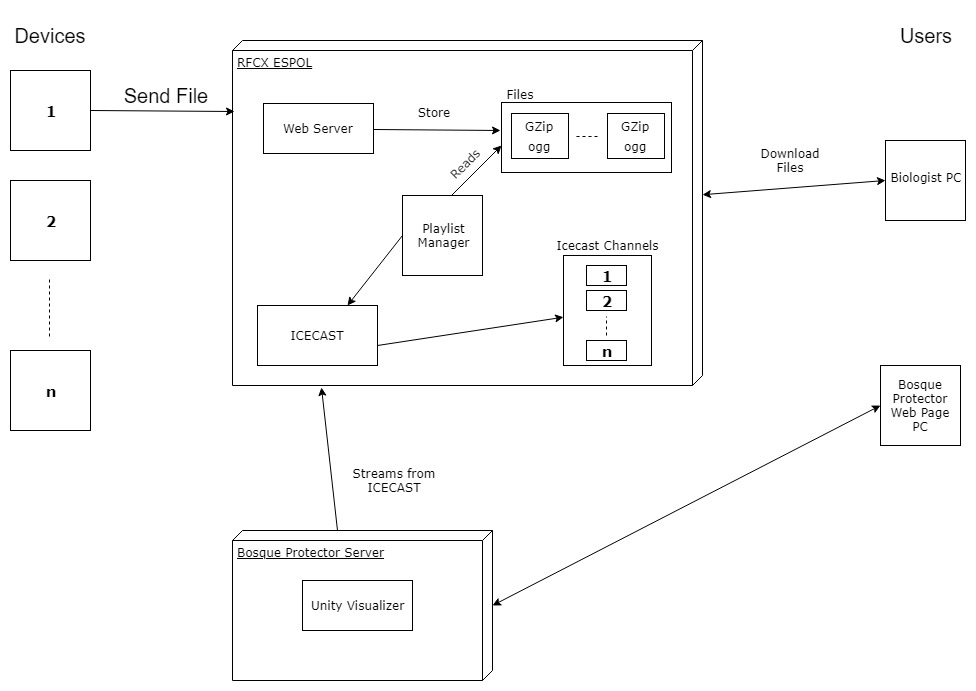 Devices
Users
RFCX ESPOL
1
Send File
Web Server
Store
Files
GZip
ogg
GZip
ogg
Reads
Download
Files
Biologist PC
2
Playlist
Manager
Icecast Channels
1
2
n
ICECAST
n
Bosque
Protector
Web Page
PC
Streams from
ICECAST
Bosque Protector Server
Unity Visualizer